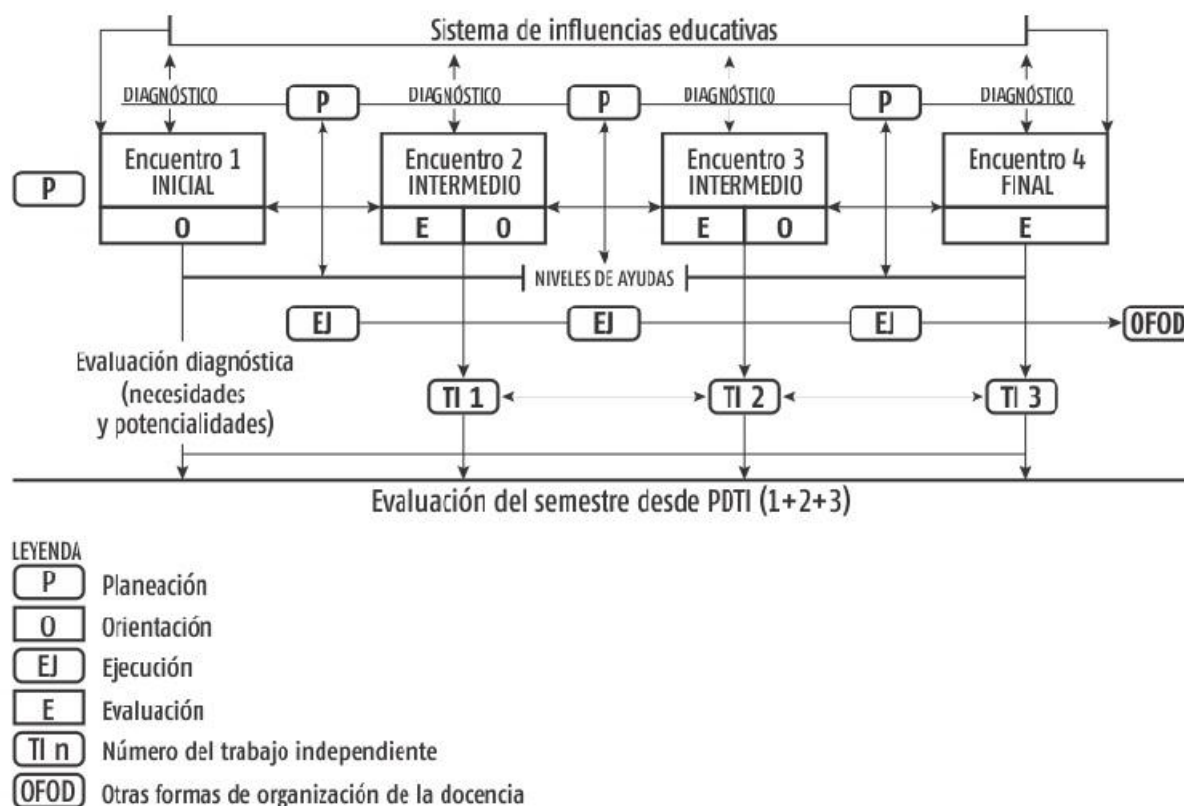 Sistema de influencias educativas
DIAGNÓSTICO P DIAGNÓSTICO P DIAGNÓSTICO P DIAGNÓSTICO
P
Encuentro 1
INICIAL
O
Encuentro 2
INTERMEDIO
E O
Encuentro 3
INTERMEDIO
E O
Encuentro 4
FINAL
E
NIVELES DE AYUDAS
EJ EJ EJ OFOD
Evaluación diagnóstica
(necesidades
y potencialidades)
TI 1 TI 2 TI 3
Evaluación del semestre desde PDTI (1+2+3)
LEYENDA
P Planeación
O Orientación
EJ Ejecución
E Evaluación
TI n Número del trabajo independiente
OFOD Otras formas de organización de la docencia